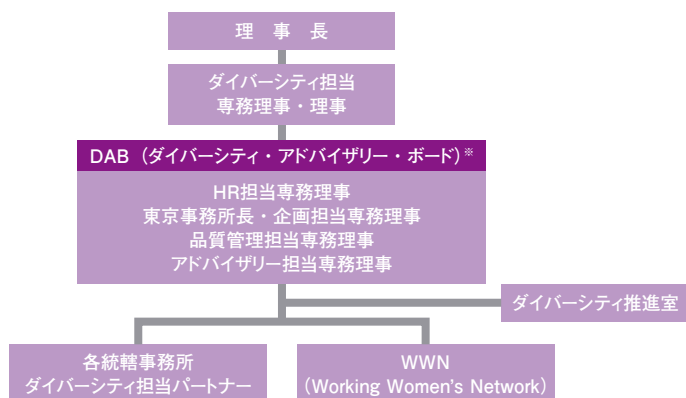 理 事 長
ダイバーシティ担当
専務理事・理事
DAB（ダイバーシティ・アドバイザリー・ボード）※
HR担当専務理事
東京事務所長・企画担当専務理事
品質管理担当専務理事
アドバイザリー担当専務理事
ダイバーシティ推進室
各統轄事務所
ダイバーシティ担当パートナー
WWN
(Working Women's Network)